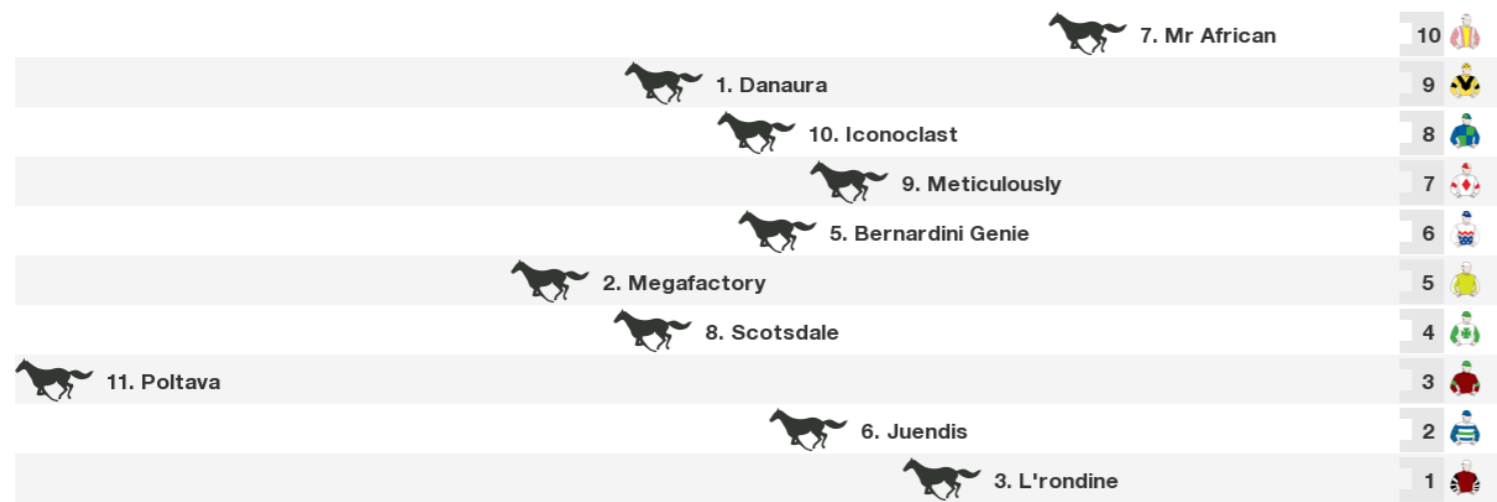 7. Mr African 10
1. Danaura 9
10. Iconoclast 8
9. Meticulously 7
5. Bernardini Genie 6
2. Megafactory 5
8. Scotsdale 4
11. Poltava 3
6. Juendis 2
3. L'rondine 1